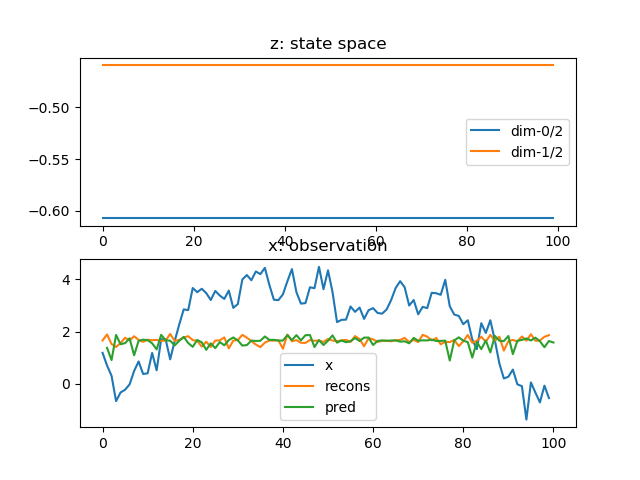 z: state space
−0.50
−0.55
−0.60
dim-0/2
dim-1/2
0 20 40 60 80 100
x: observation
4
2
0
x
recons
pred
0 20 40 60 80 100